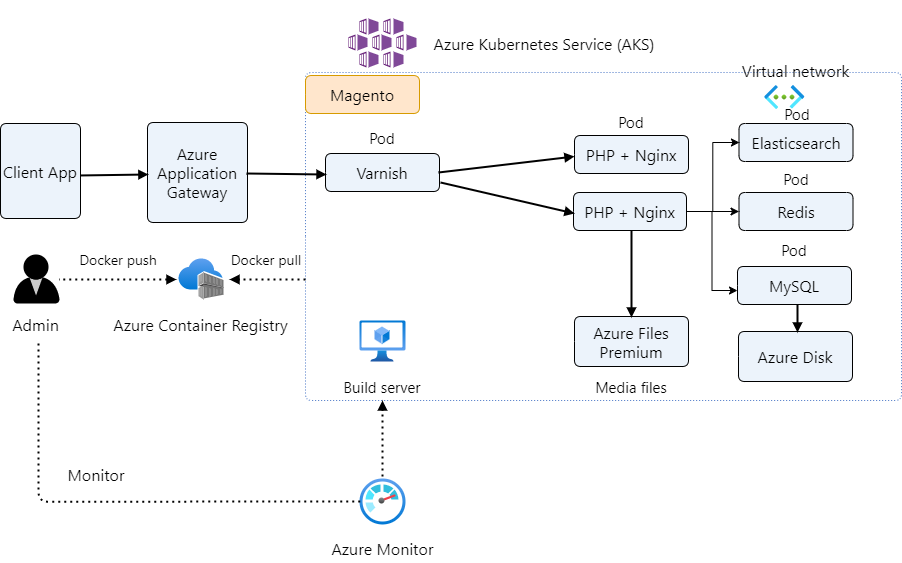 Azure Kubernetes Service (AKS)
Virtual network
Magento
Pod
Pod
Pod
Client App
Azure
Application
Gateway
Varnish
PHP + Nginx
Elasticsearch
Pod
PHP + Nginx
Redis
Pod
Docker push
Docker pull
MySQL
Admin
Azure Container Registry
Azure Files
Premium
Azure Disk
Build server
Media files
Monitor
Azure Monitor